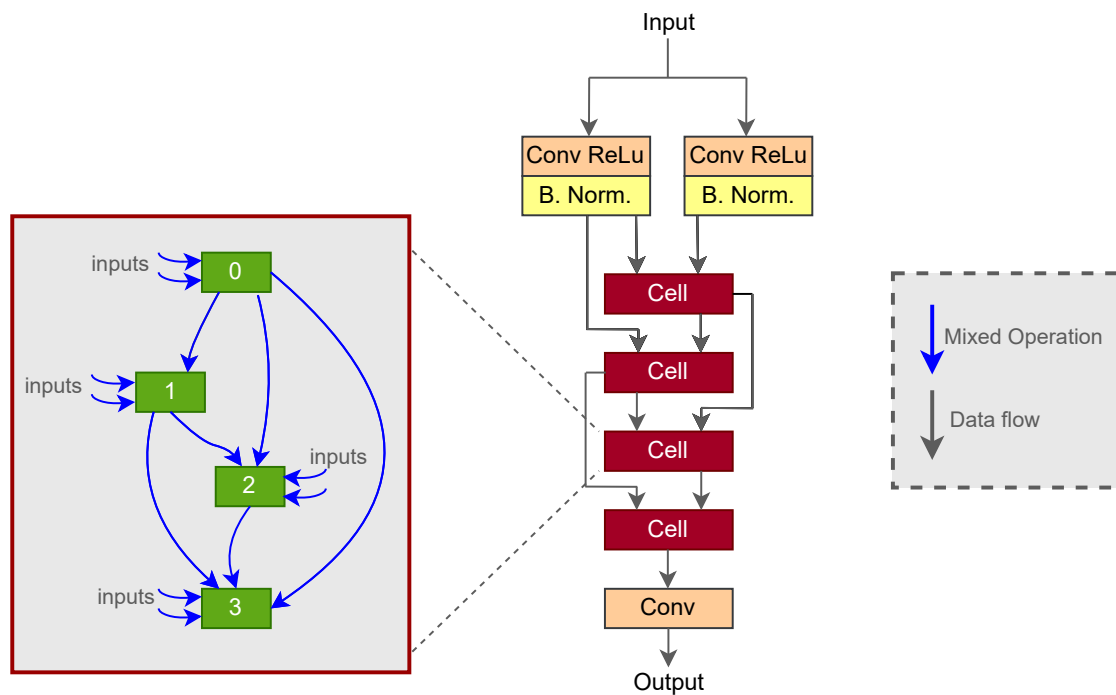 Input
Conv ReLu
B. Norm.
Conv ReLu
B. Norm.
Cell
Cell
Cell
Cell
Conv
Output
inputs
0
inputs
1
inputs
2
inputs
3
Mixed Operation
Data flow